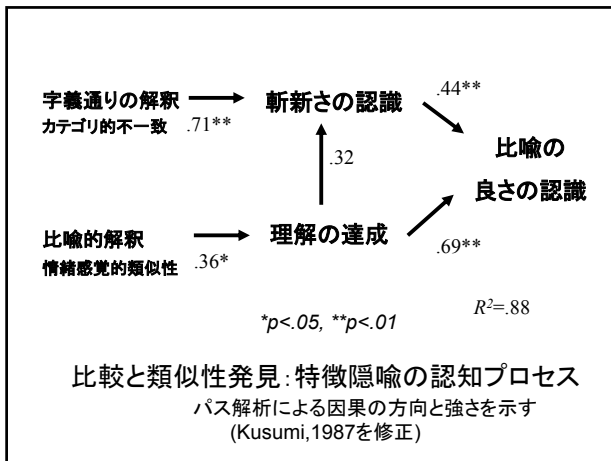 字義通りの解釈
カテゴリ的不一致
.71**
斬新さの認識
.44**
.32
比喩の
良さの認識
比喩的解釈
情緒感覚的類似性
.36*
理解の達成
.69**
*p<.05, **p<.01
R²=.88
比較と類似性発見:特徴隠喩の認知プロセス
パス解析による因果の方向と強さを示す
(Kusumi,1987を修正)